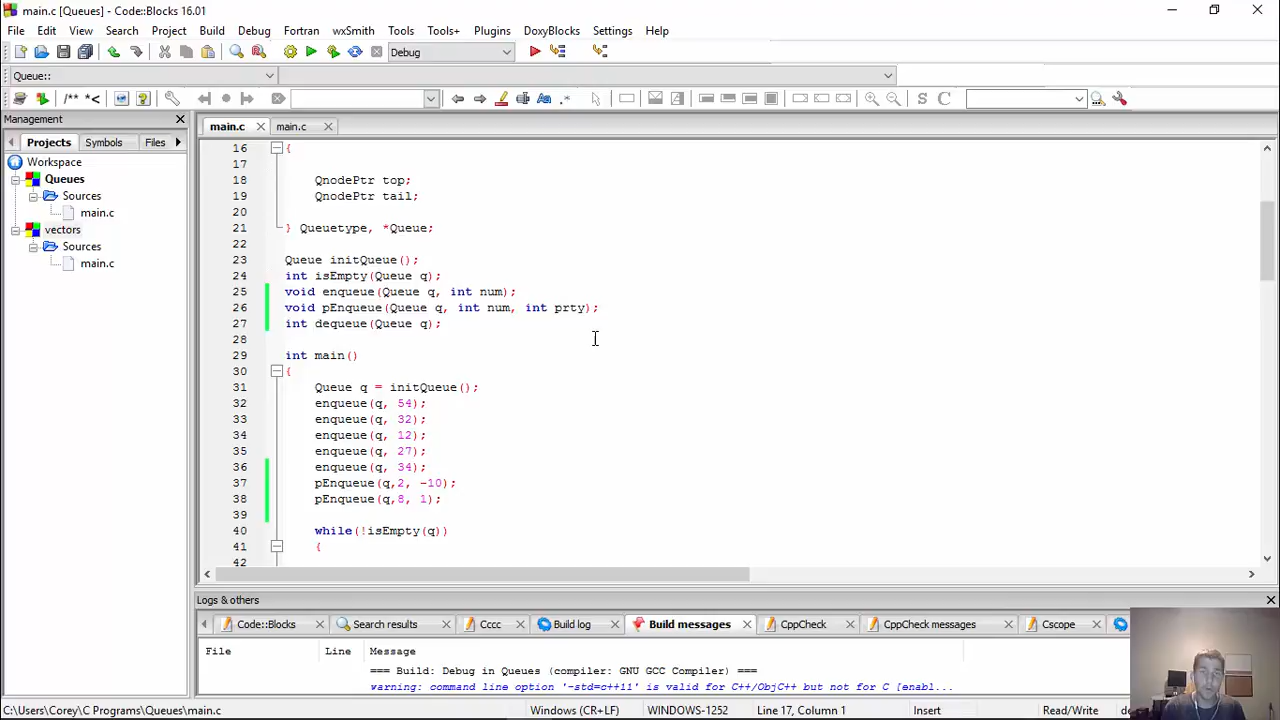 main.c [Queues] - Code::Blocks 16.01
File Edit View Search Project Build Debug Fortran wxSmith Tools Tools+ Plugins DoxyBlocks Settings Help
Debug
Queue::
/** *< S C
Management
Projects Symbols Files
main.c main.c
Workspace
Queues
Sources
main.c
vectors
Sources
main.c
16 {
17
18 QnodePtr top;
19 QnodePtr tail;
20
21 } Queuetype, *Queue;
22
23 Queue initQueue();
24 int isEmpty(Queue q);
25 void enqueue(Queue q, int num);
26 void pEnqueue(Queue q, int num, int prty);
27 int dequeue(Queue q);
28
29 int main()
30 {
31 Queue q = initQueue();
32 enqueue(q, 54);
33 enqueue(q, 32);
34 enqueue(q, 12);
35 enqueue(q, 27);
36 enqueue(q, 34);
37 pEnqueue(q,2, -10);
38 pEnqueue(q,8, 1);
39
40 while(!isEmpty(q))
41 {
42
Logs & others
Code::Blocks Search results Cccc Build log Build messages CppCheck CppCheck messages Cscope
File Line Message
=== Build: Debug in Queues (compiler: GNU GCC Compiler) ===
warning: command line option '-std=c++11' is valid for C++/ObjC++ but not for C [enabl...
C:\Users\Corey\C Programs\Queues\main.c Windows (CR+LF) WINDOWS-1252 Line 17, Column 1 Insert Read/Write de